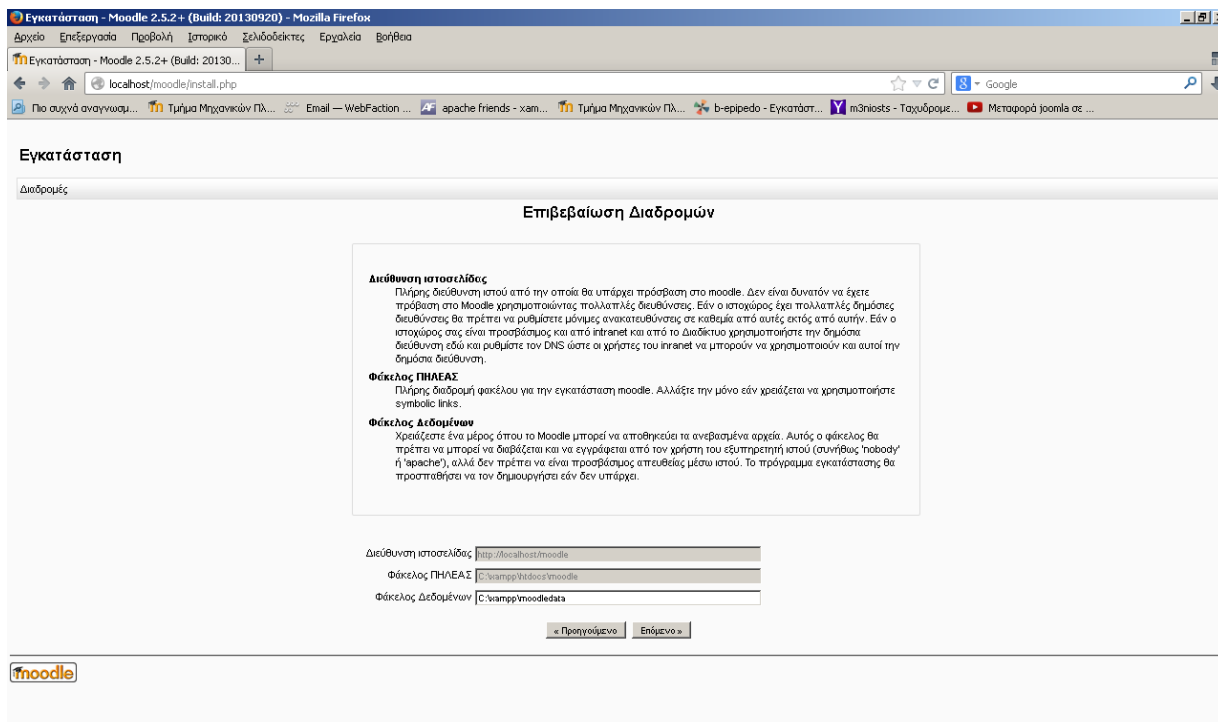 Εγκατάσταση - Moodle 2.5.2+ (Build: 20130920) - Mozilla Firefox
Αρχείο Επεξεργασία Προβολή Ιστορικό Σελιδοδείκτες Εργαλεία Βοήθεια
Εγκατάσταση - Moodle 2.5.2+ (Build: 20130...
localhost/moodle/install.php
Google
Πιο συχνά αναγνωσμ... Τμήμα Μηχανικών Πλ... Email — WebFaction ... apache friends - xam... Τμήμα Μηχανικών Πλ... b-epipedo - Εγκατάστ... m3niosts - Ταχυδρομε... Μεταφορά joomla σε ...
Εγκατάσταση
Διαδρομές
Επιβεβαίωση Διαδρομών
Διεύθυνση ιστοσελίδας
Πλήρης διεύθυνση ιστού από την οποία θα υπάρχει πρόσβαση στο moodle. Δεν είναι δυνατόν να έχετε
πρόβαση στο Moodle χρησιμοποιώντας πολλαπλές διευθύνσεις. Εάν ο ιστοχώρος έχει πολλαπλές δημόσιες
διευθύνσεις θα πρέπει να ρυθμίσετε μόνιμες ανακατευθύνσεις σε καθεμία από αυτές εκτός από αυτήν. Εάν ο
ιστοχώρος σας είναι προσβάσιμος και από intranet και από το Διαδίκτυο χρησιμοποιήστε την δημόσια
διεύθυνση εδώ και ρυθμίστε τον DNS ώστε οι χρήστες του inranet να μπορούν να χρησιμοποιούν και αυτοί την
δημόσια διεύθυνση.
Φάκελος ΠΗΛΕΑΣ
Πλήρης διαδρομή φακέλου για την εγκατάσταση moodle. Αλλάξτε την μόνο εάν χρειάζεται να χρησιμοποιήστε
symbolic links.
Φάκελος Δεδομένων
Χρειάζεστε ένα μέρος όπου το Moodle μπορεί να αποθηκεύει τα ανεβασμένα αρχεία. Αυτός ο φάκελος θα
πρέπει να μπορεί να διαβάζεται και να εγγράφεται από τον χρήστη του εξυπηρετητή ιστού (συνήθως 'nobody'
ή 'apache'), αλλά δεν πρέπει να είναι προσβάσιμος απευθείας μέσω ιστού. Το πρόγραμμα εγκατάστασης θα
προσπαθήσει να τον δημιουργήσει εάν δεν υπάρχει.
Διεύθυνση ιστοσελίδας http://localhost/moodle
Φάκελος ΠΗΛΕΑΣ C:\xampp\htdocs\moodle
Φάκελος Δεδομένων C:\xampp\moodledata
« Προηγούμενο Επόμενο »
moodle